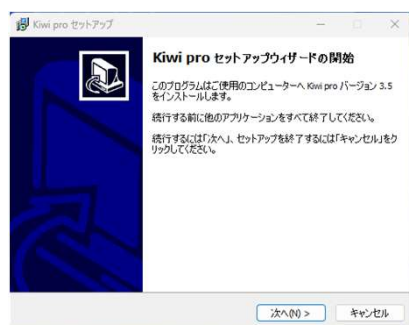 Kiwi pro セットアップ
Kiwi pro セットアップウィザードの開始
このプログラムはご使用のコンピューターへ Kiwi pro バージョン 3.5
をインストールします。
続行する前に他のアプリケーションをすべて終了してください。
続行するには「次へ」、セットアップを終了するには「キャンセル」をク
リックしてください。
次へ(N) >
キャンセル